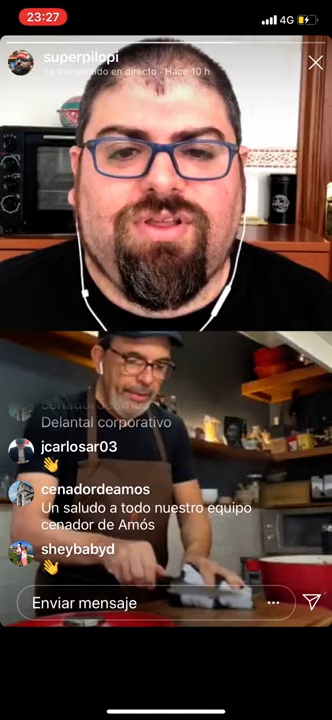 23:27
4G
superpilopi
ha transmitido en directo · Hace 10 h
cenadordeamos
Delantal corporativo
jcarlosar03
👋
cenadordeamos
Un saludo a todo nuestro equipo
cenador de Amós
sheybabyd
👋
Enviar mensaje